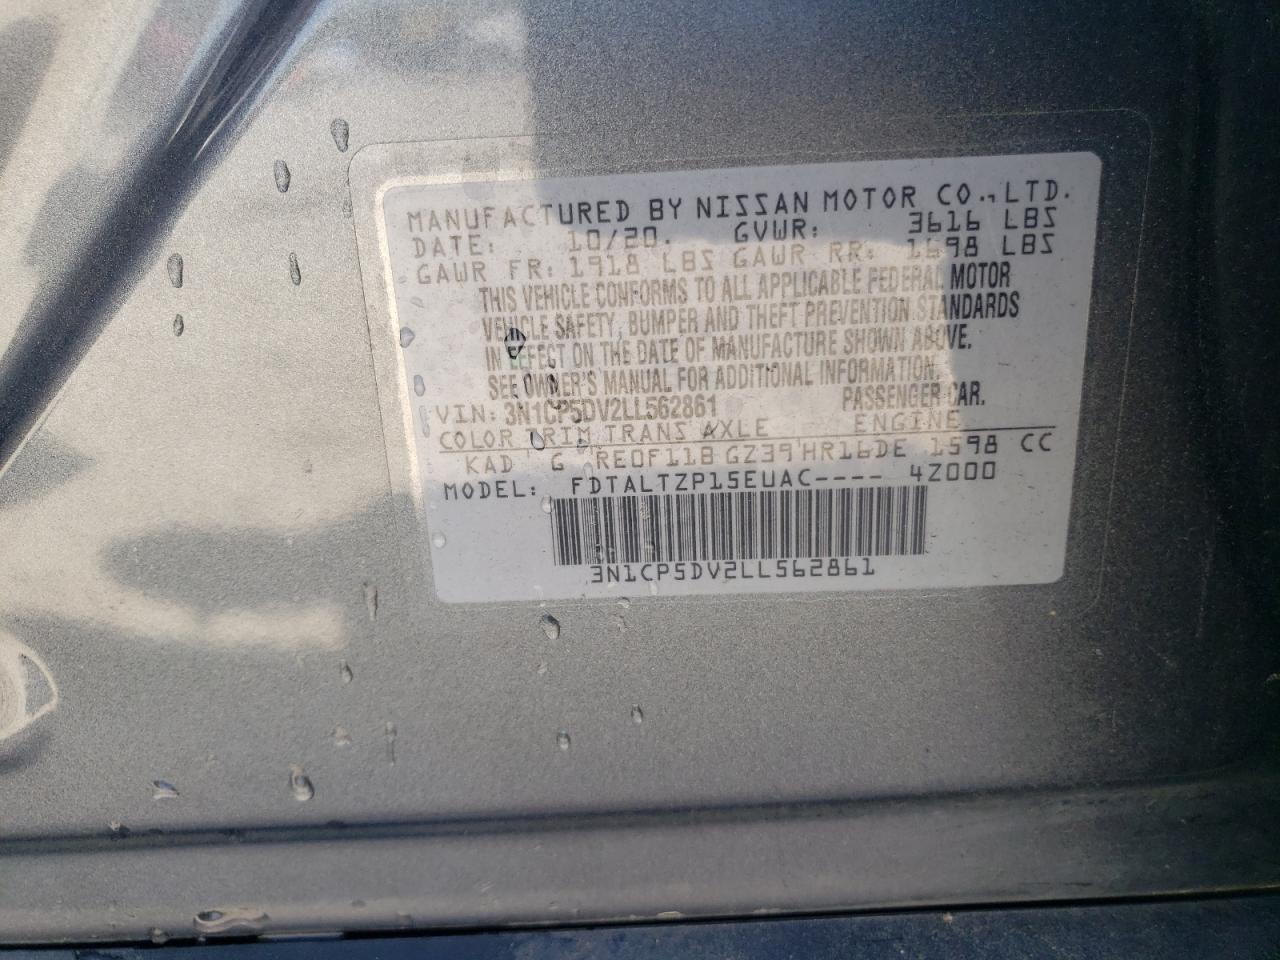 MANUFACTURED BY NISSAN MOTOR CO., LTD.
DATE: 10/20. GVWR: 3616 LBS
GAWR FR: 1918 LBS GAWR RR: 1698 LBS
THIS VEHICLE CONFORMS TO ALL APPLICABLE FEDERAL MOTOR
VEHICLE SAFETY, BUMPER AND THEFT PREVENTION STANDARDS
IN EFFECT ON THE DATE OF MANUFACTURE SHOWN ABOVE.
SEE OWNER'S MANUAL FOR ADDITIONAL INFORMATION.
VIN: 3N1CP5DV2LL562861 PASSENGER CAR.
COLOR TRIM TRANS AXLE ENGINE
KAD G RE0F11B GZ39 HR16DE 1598 CC
MODEL: FDTALTZP15EUAC---- 4Z000
3N1CP5DV2LL562861